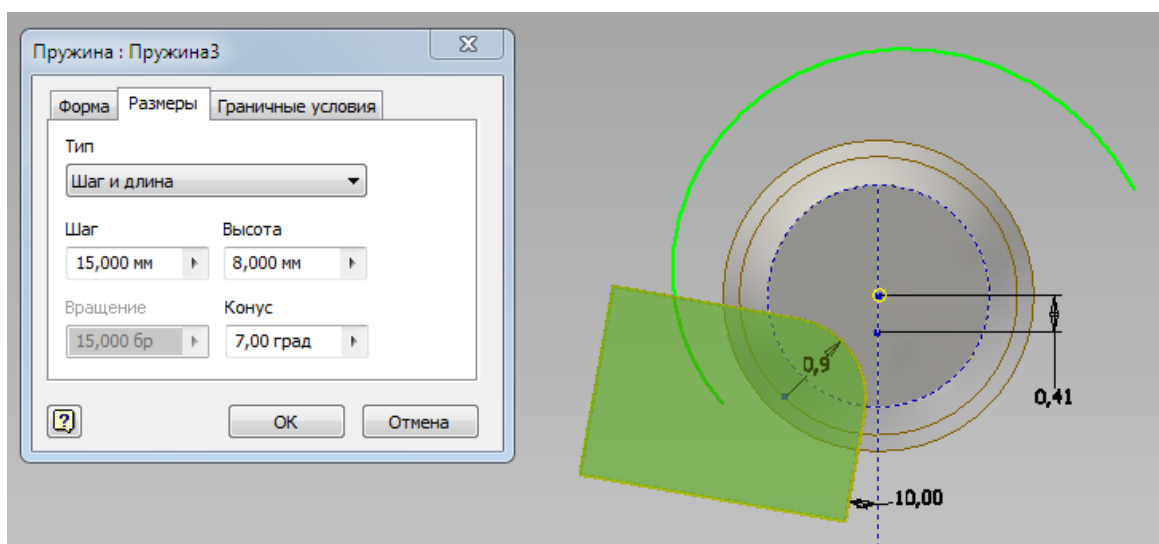 Пружина : Пружина3
Форма Размеры Граничные условия
Тип
Шаг и длина
Шаг Высота
15,000 мм 8,000 мм
Вращение Конус
15,000 бр 7,00 град
ОК Отмена
0,9
0,41
10,00